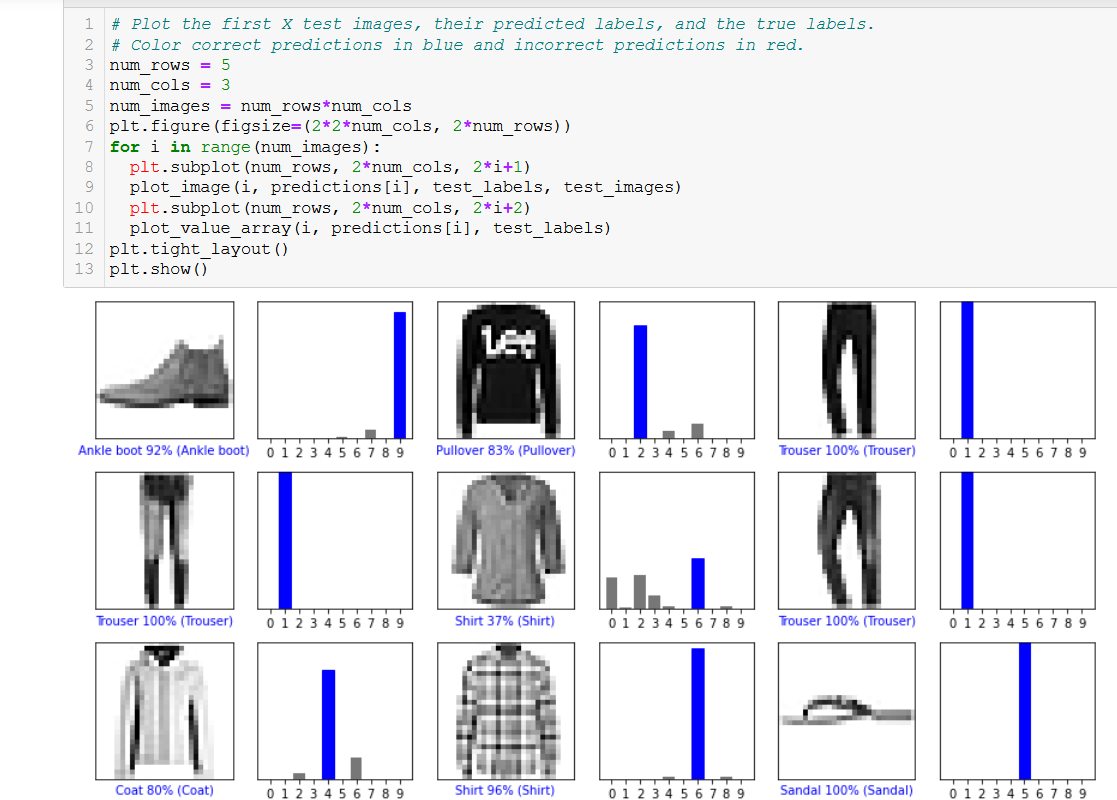 1 # Plot the first X test images, their predicted labels, and the true labels.
2 # Color correct predictions in blue and incorrect predictions in red.
3 num_rows = 5
4 num_cols = 3
5 num_images = num_rows*num_cols
6 plt.figure(figsize=(2*2*num_cols, 2*num_rows))
7 for i in range(num_images):
8   plt.subplot(num_rows, 2*num_cols, 2*i+1)
9   plot_image(i, predictions[i], test_labels, test_images)
10   plt.subplot(num_rows, 2*num_cols, 2*i+2)
11   plot_value_array(i, predictions[i], test_labels)
12 plt.tight_layout()
13 plt.show()
Ankle boot 92% (Ankle boot) 0 1 2 3 4 5 6 7 8 9 Pullover 83% (Pullover) 0 1 2 3 4 5 6 7 8 9 Trouser 100% (Trouser) 0 1 2 3 4 5 6 7 8 9
Trouser 100% (Trouser) 0 1 2 3 4 5 6 7 8 9 Shirt 37% (Shirt) 0 1 2 3 4 5 6 7 8 9 Trouser 100% (Trouser) 0 1 2 3 4 5 6 7 8 9
Coat 80% (Coat) 0 1 2 3 4 5 6 7 8 9 Shirt 96% (Shirt) 0 1 2 3 4 5 6 7 8 9 Sandal 100% (Sandal) 0 1 2 3 4 5 6 7 8 9